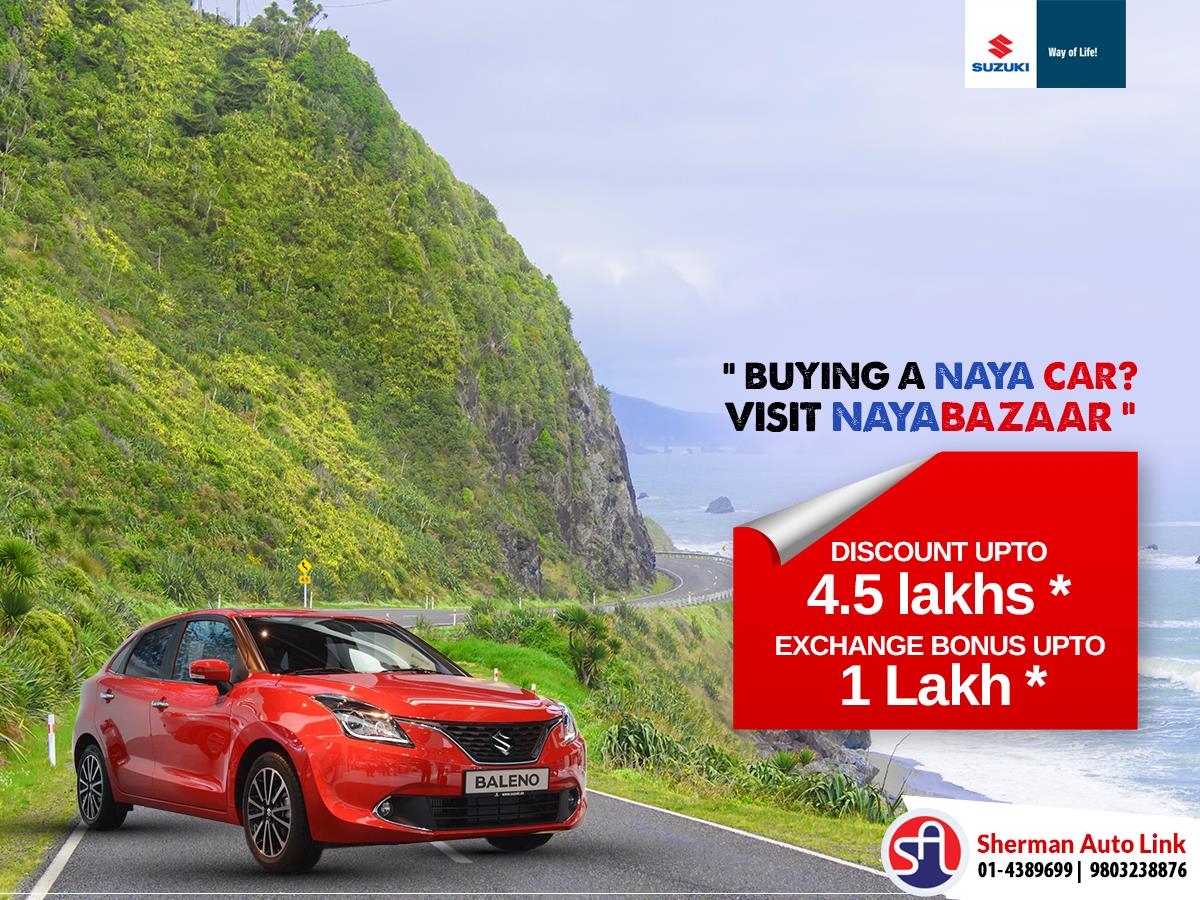 SUZUKI
Way of Life!
" BUYING A NAYA CAR?
VISIT NAYABAZAAR "
DISCOUNT UPTO
4.5 lakhs *
EXCHANGE BONUS UPTO
1 Lakh *
BALENO
Sherman Auto Link
01-4389699 | 9803238876